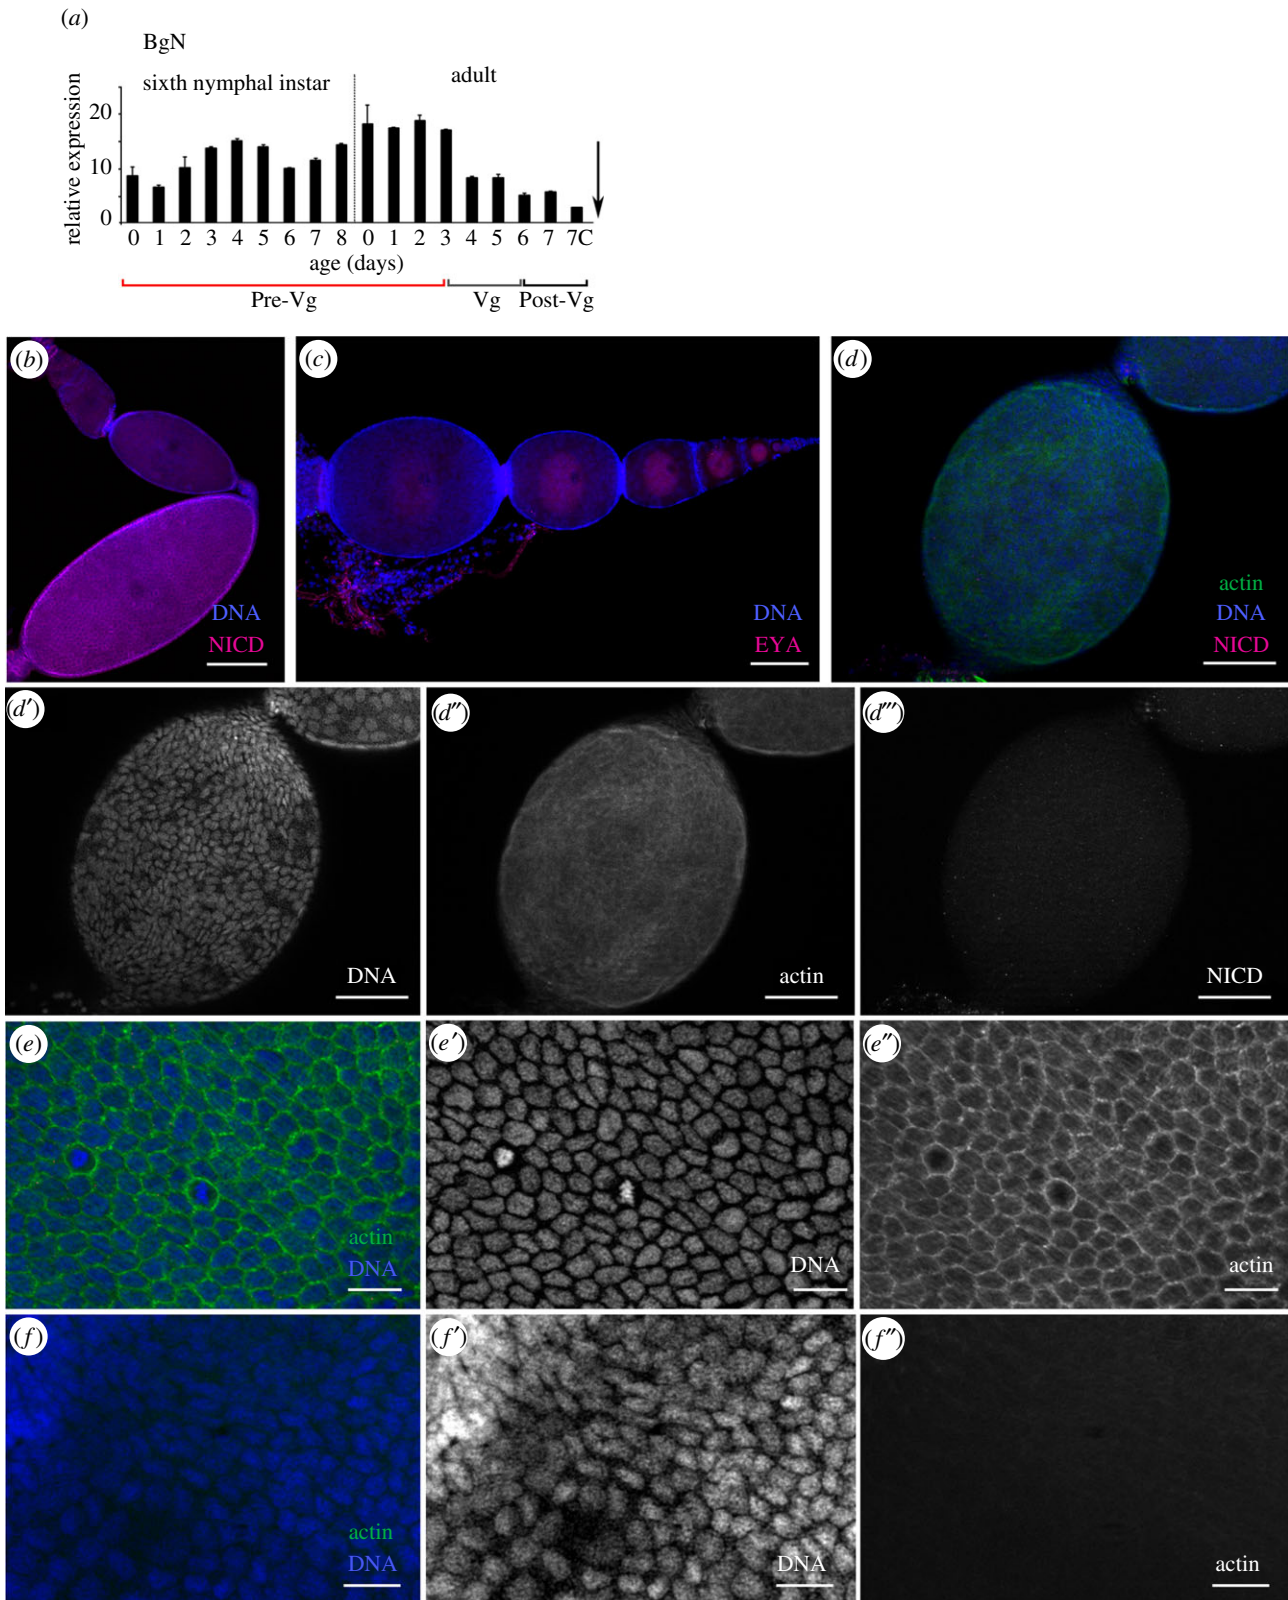 (a)
BgN
sixth nymphal instar
adult
relative expression
20
10
0
0 1 2 3 4 5 6 7 8 0 1 2 3 4 5 6 7 7C
age (days)
Pre-Vg Vg Post-Vg
(b)
DNA
NICD
(c)
DNA
EYA
(d)
actin
DNA
NICD
(d′)
DNA
(d″)
actin
(d‴)
NICD
(e)
actin
DNA
(e′)
DNA
(e″)
actin
(f)
actin
DNA
(f′)
DNA
(f″)
actin